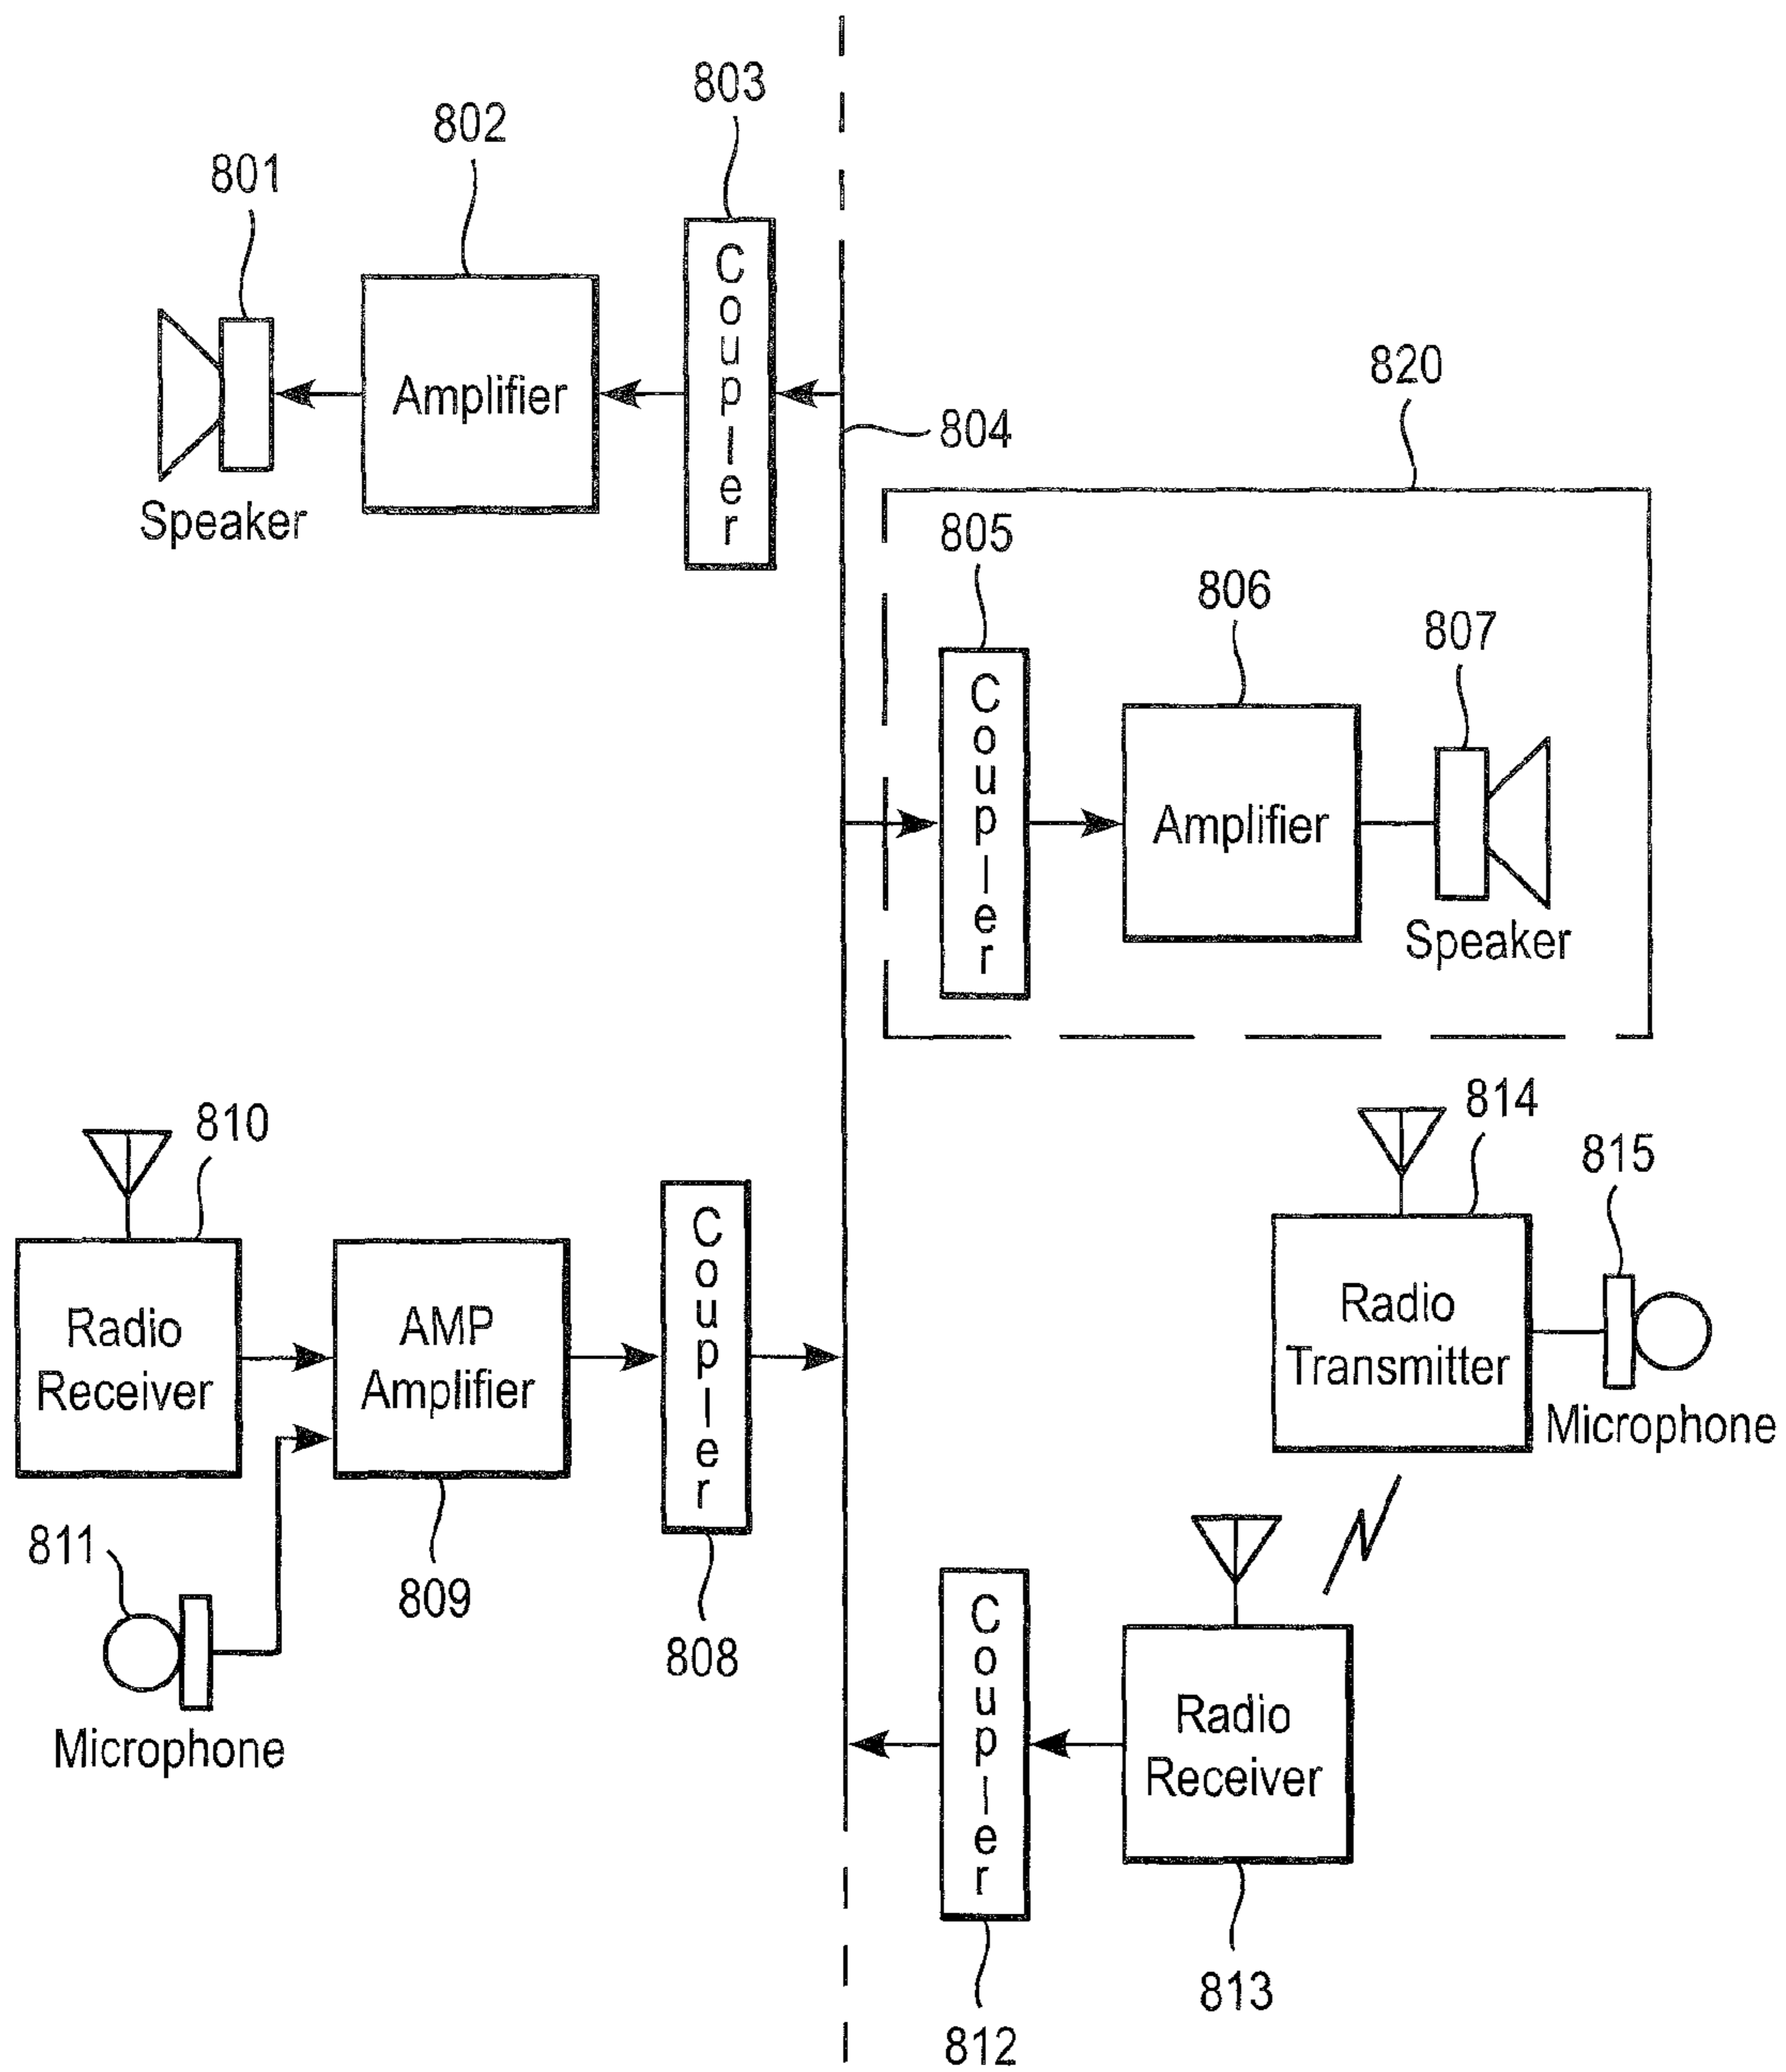 803
802
801
Coupler
820
Amplifier
804
Speaker
805
806
807
Coupler
Amplifier
Speaker
814
810
815
Coupler
Radio
Transmitter
Radio
Receiver
AMP
Amplifier
Microphone
811
809
808
Coupler
Radio
Receiver
Microphone
813
812